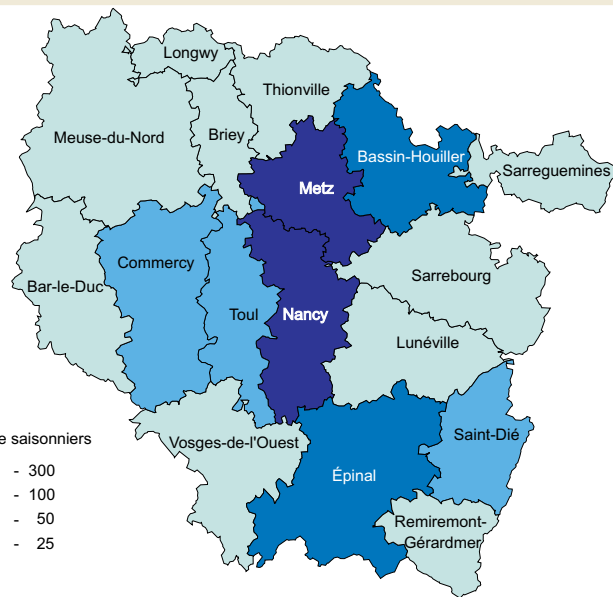 Longwy
Thionville
Meuse-du-Nord
Briey
Bassin-Houiller
Sarreguemines
Metz
Commercy
Sarrebourg
Bar-le-Duc
Toul
Nancy
Lunéville
e saisonniers
Vosges-de-l'Ouest
Saint-Dié
- 300
Épinal
- 100
- 50
- 25
Remiremont-
Gérardmer